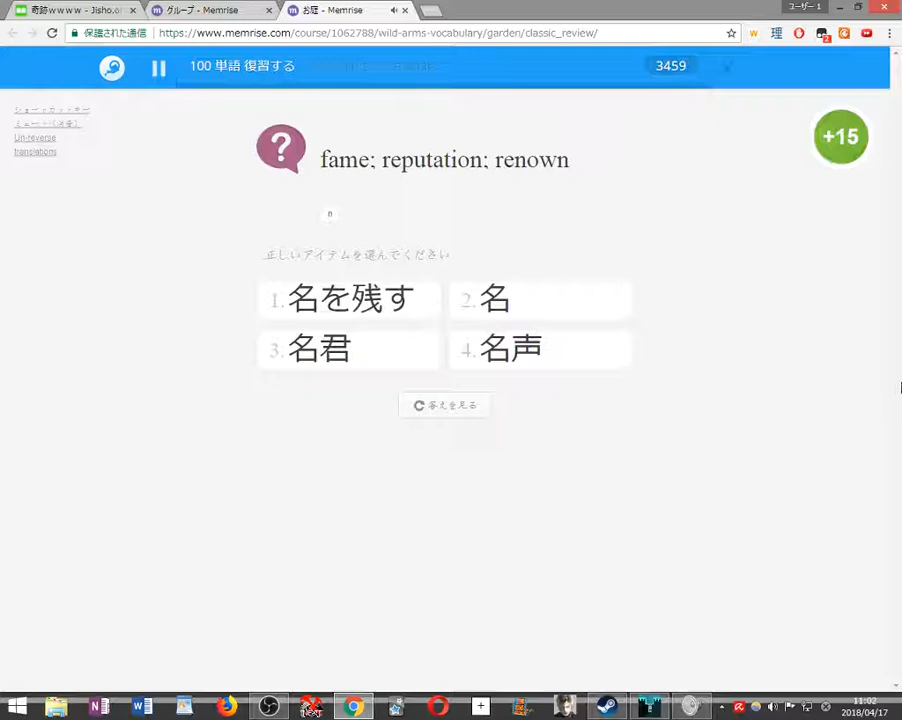 奇跡ｗｗｗｗ - Jisho.o
グループ - Memrise
お庭 - Memrise
ユーザー 1
保護された通信
https://www.memrise.com/course/1062788/wild-arms-vocabulary/garden/classic_review/
100 単語 復習する
3459
Un-reverse
translations
+15
?
fame; reputation; renown
n
正しいアイテムを選んでください
1. 名を残す
2. 名
3. 名君
4. 名声
答えを見る
11:02
2018/04/17